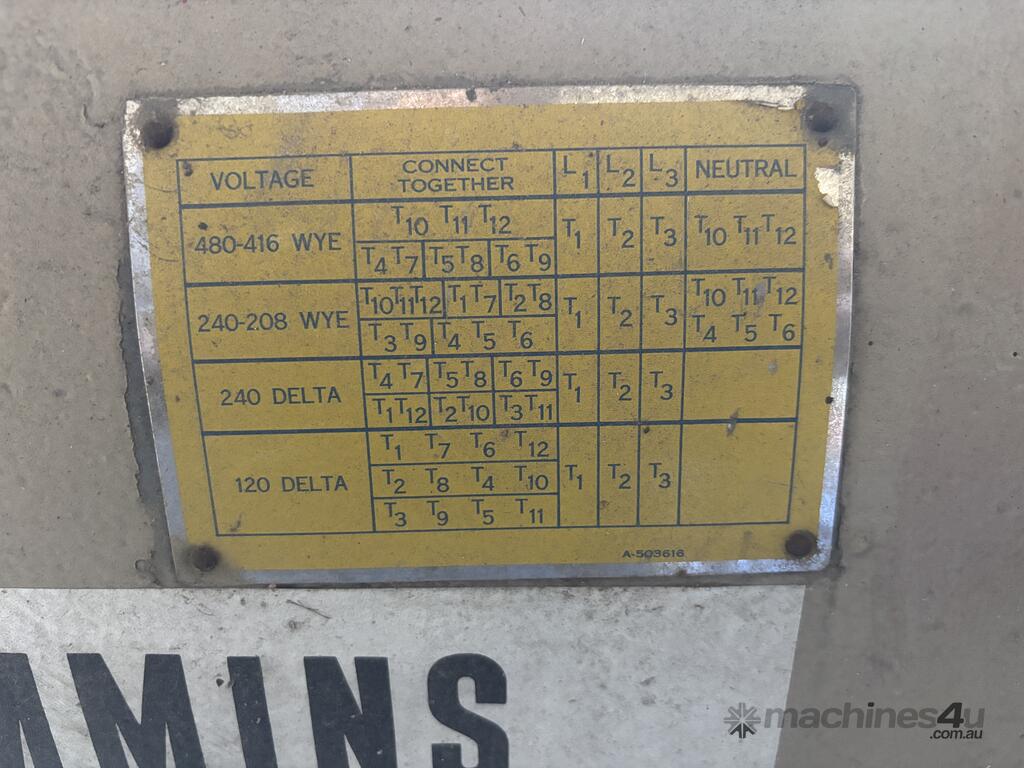 VOLTAGE CONNECT TOGETHER L1 L2 L3 NEUTRAL
480-416 WYE T10 T11 T12 T1 T2 T3 T10 T11 T12
T4 T7 T5 T8 T6 T9
240-208 WYE T10 T11 T12 T1 T7 T2 T8 T1 T2 T3 T10 T11 T12
T3 T9 T4 T5 T6 T4 T5 T6
240 DELTA T4 T7 T5 T8 T6 T9 T1 T2 T3
T1 T12 T2 T10 T3 T11
120 DELTA T1 T7 T6 T12 T1 T2 T3
T2 T8 T4 T10
T3 T9 T5 T11
A-503616
AMINS
machines4u
.com.au